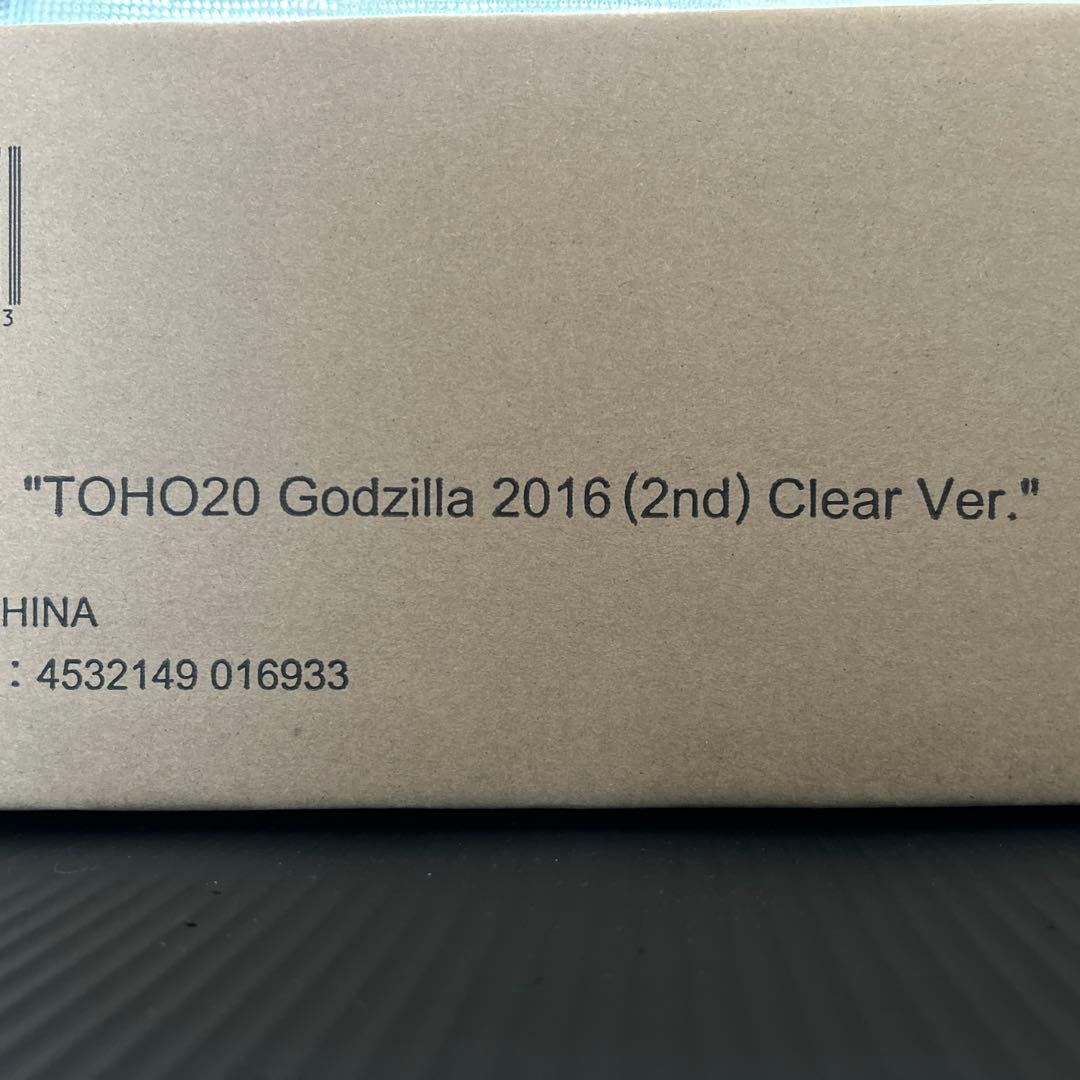 3
"TOHO20 Godzilla 2016(2nd) Clear Ver."
HINA
: 4532149 016933